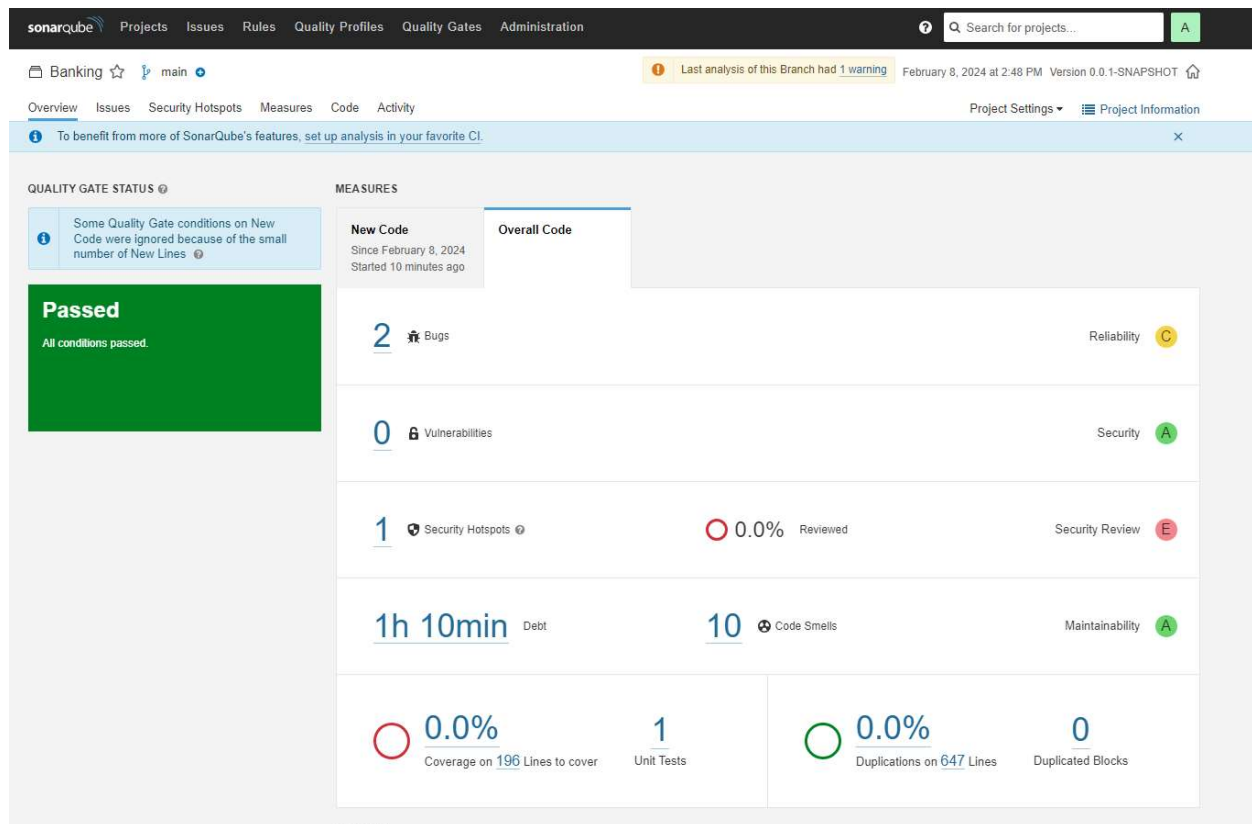 sonarqube Projects Issues Rules Quality Profiles Quality Gates Administration Search for projects... A
Banking main Last analysis of this Branch had 1 warning February 8, 2024 at 2:48 PM Version 0.0.1-SNAPSHOT
Overview Issues Security Hotspots Measures Code Activity Project Settings Project Information
To benefit from more of SonarQube's features, set up analysis in your favorite CI.
QUALITY GATE STATUS
Some Quality Gate conditions on New
Code were ignored because of the small
number of New Lines
Passed
All conditions passed.
MEASURES
New Code
Since February 8, 2024
Started 10 minutes ago
Overall Code
2 Bugs Reliability C
0 Vulnerabilities Security A
1 Security Hotspots 0.0% Reviewed Security Review E
1h 10min Debt 10 Code Smells Maintainability A
0.0%
Coverage on 196 Lines to cover
1
Unit Tests
0.0%
Duplications on 647 Lines
0
Duplicated Blocks